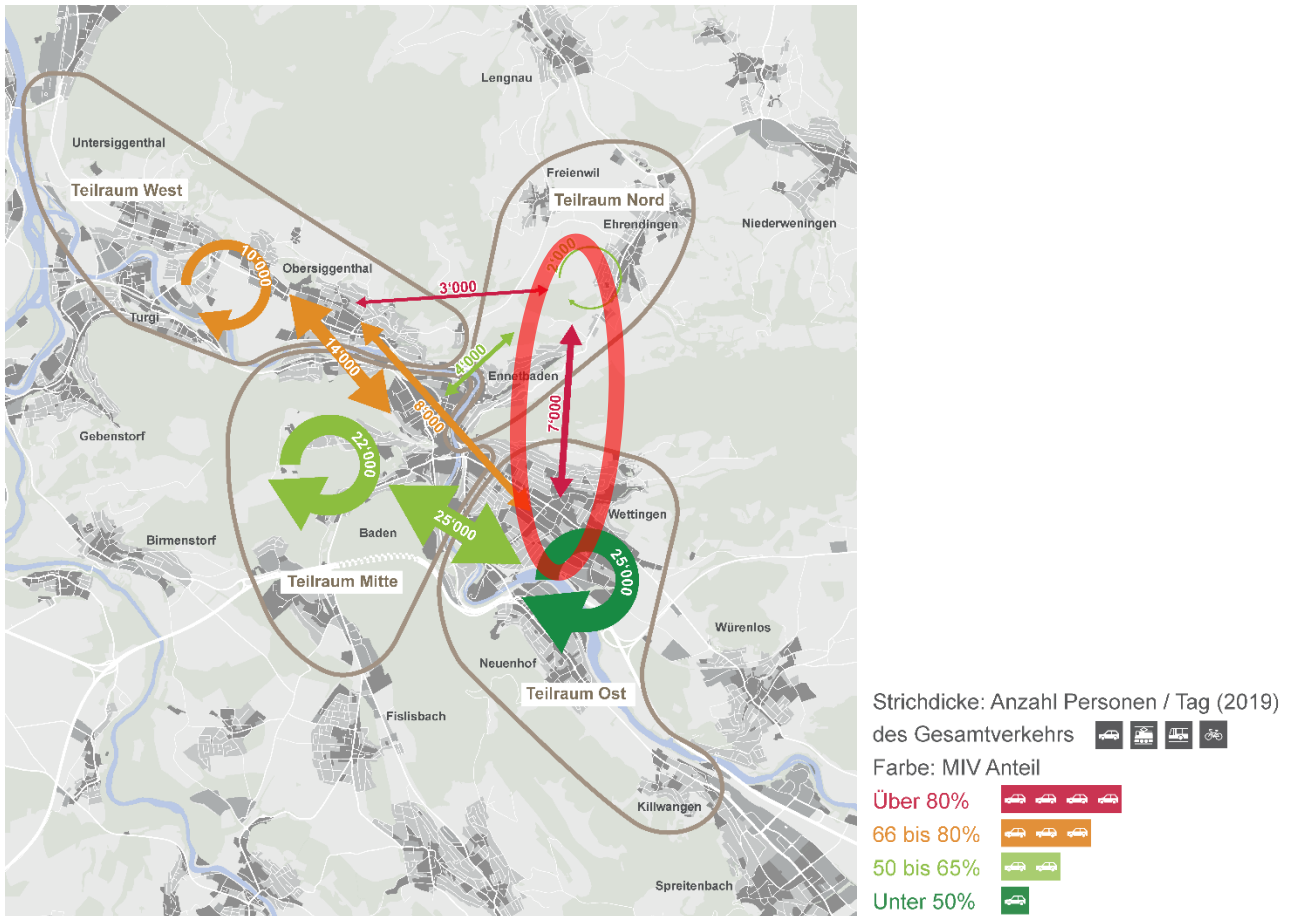 Lengnau
Untersiggenthal
Teilraum West
Freienwil
Teilraum Nord
Ehrendingen
Niederweningen
10'000
Obersiggenthal
2'000
3'000
Turgi
14'000
4'000
Ennetbaden
8'000
7'000
Gebenstorf
22'000
25'000
Wettingen
Baden
Birmenstorf
Teilraum Mitte
25'000
Würenlos
Neuenhof
Teilraum Ost
Fislisbach
Killwangen
Spreitenbach
Strichdicke: Anzahl Personen / Tag (2019)
des Gesamtverkehrs
Farbe: MIV Anteil
Über 80%
66 bis 80%
50 bis 65%
Unter 50%